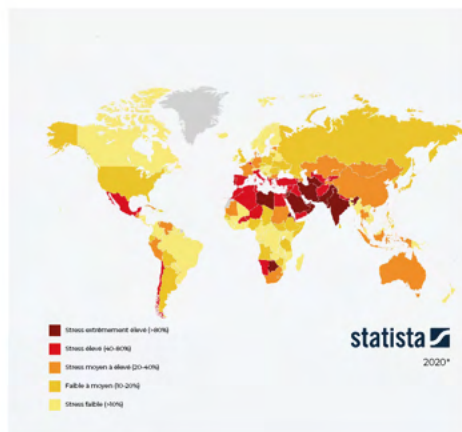 Stress extrêmement élevé (>80%)
Stress élevé (40-80%)
Stress moyen à élevé (20-40%)
Faible à moyen (10-20%)
Stress faible (>10%)
statista
2020*